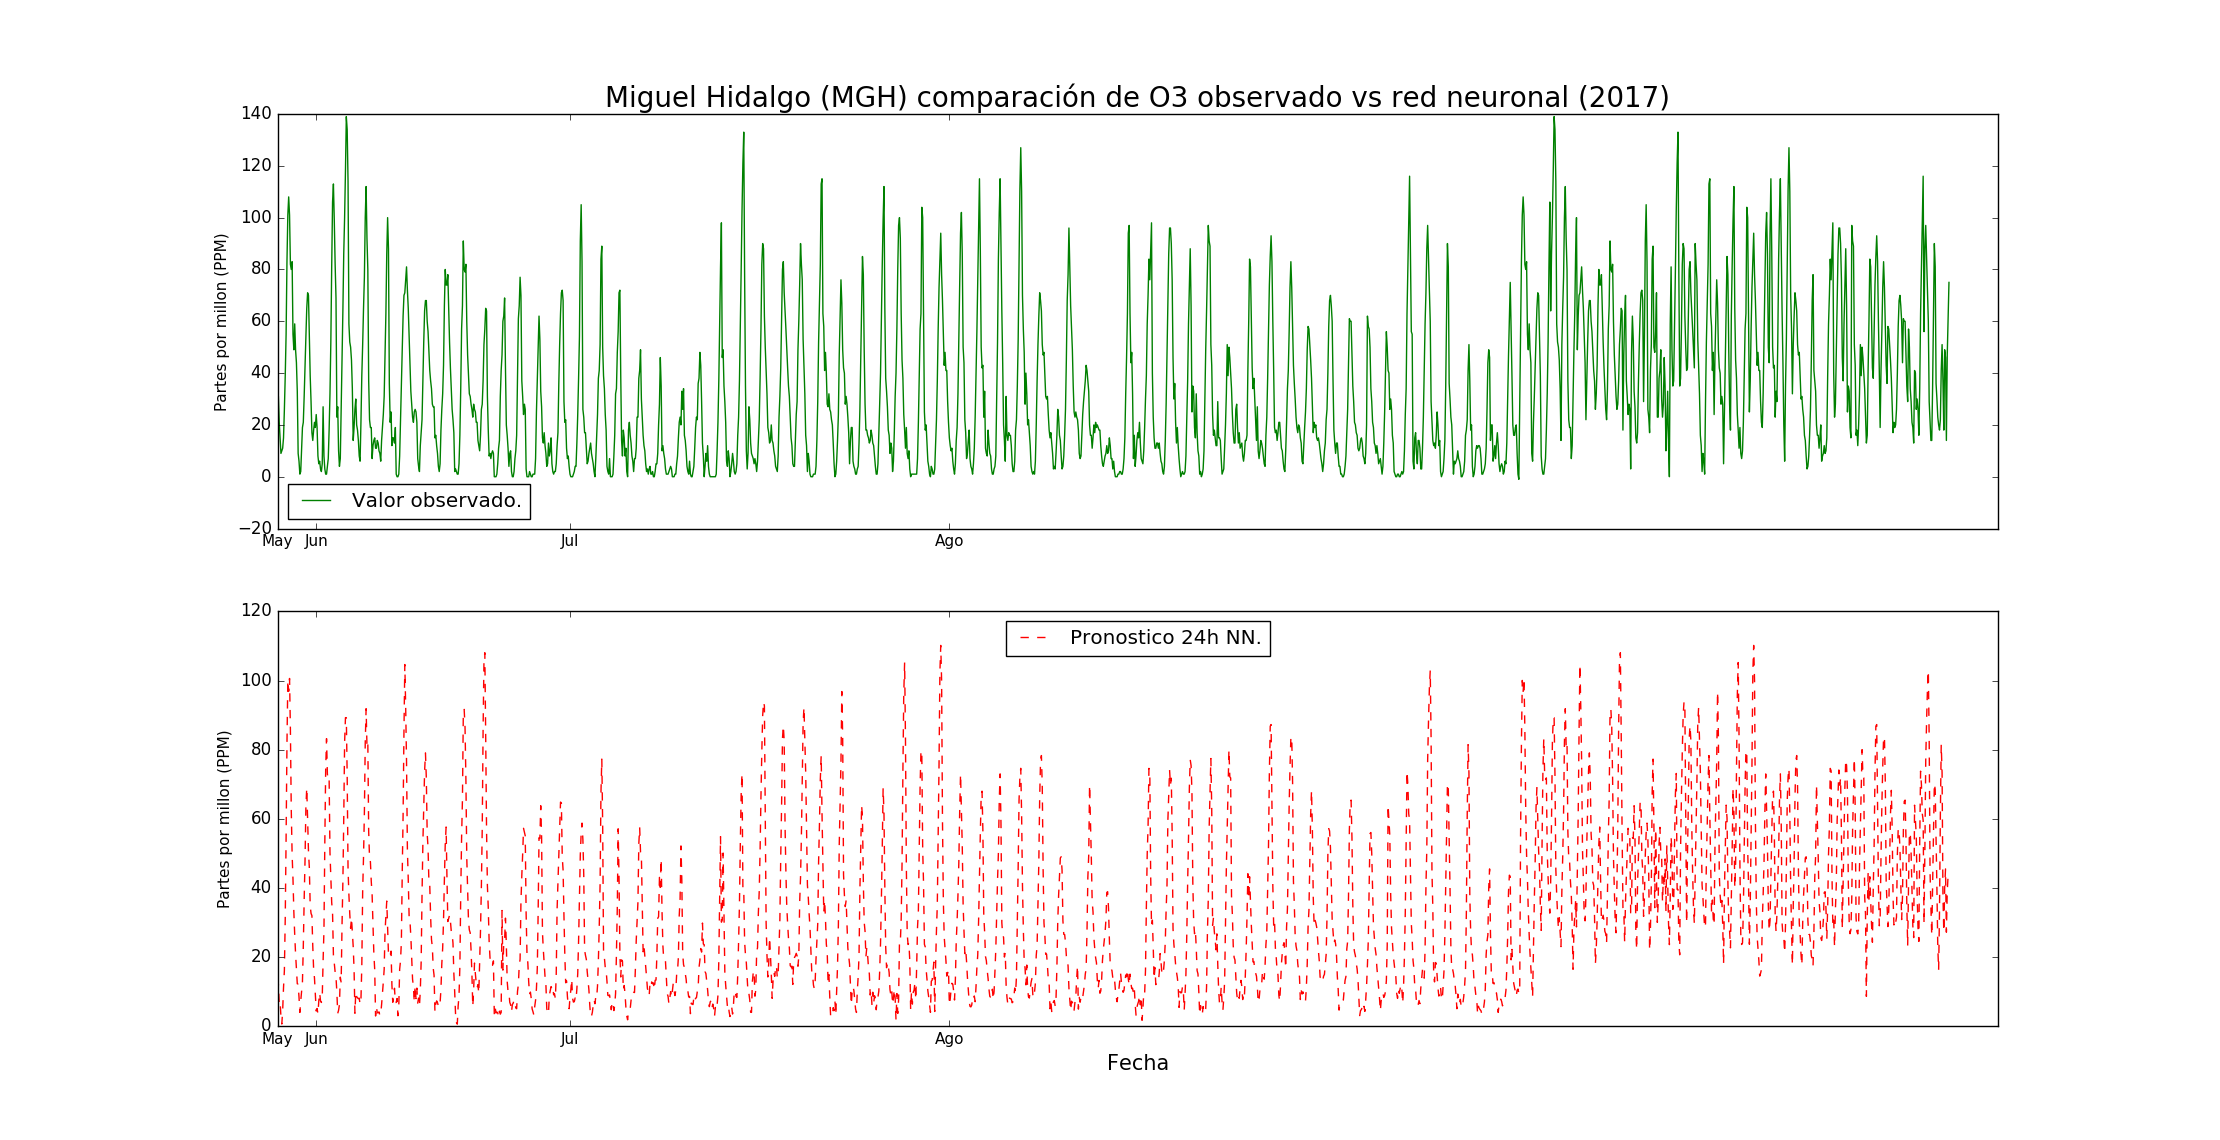 Miguel Hidalgo (MGH) comparación de O3 observado vs red neuronal (2017)
140
120
100
80
60
40
20
0
−20
Partes por millon (PPM)
Valor observado.
May Jun Jul Ago
120
100
80
60
40
20
0
Partes por millon (PPM)
Pronostico 24h NN.
May Jun Jul Ago
Fecha